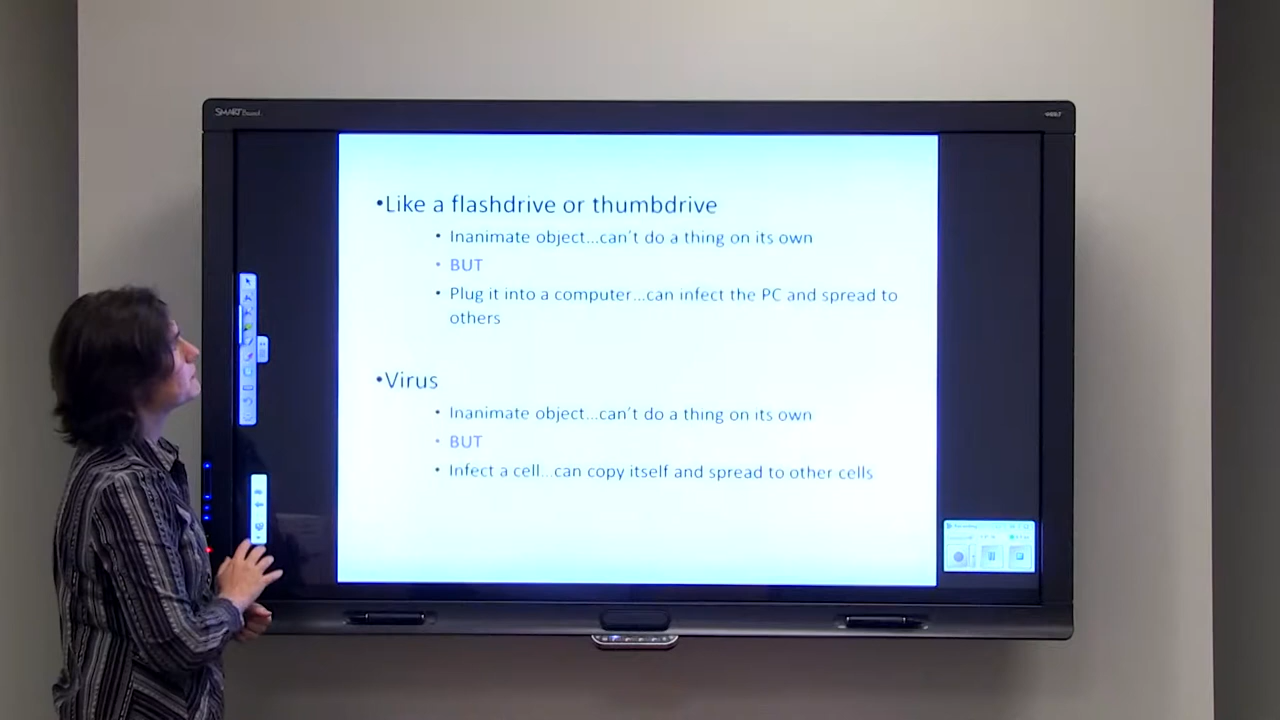 SMART Board
•Like a flashdrive or thumbdrive
• Inanimate object...can't do a thing on its own
• BUT
• Plug it into a computer...can infect the PC and spread to
others
•Virus
• Inanimate object...can't do a thing on its own
• BUT
• Infect a cell...can copy itself and spread to other cells